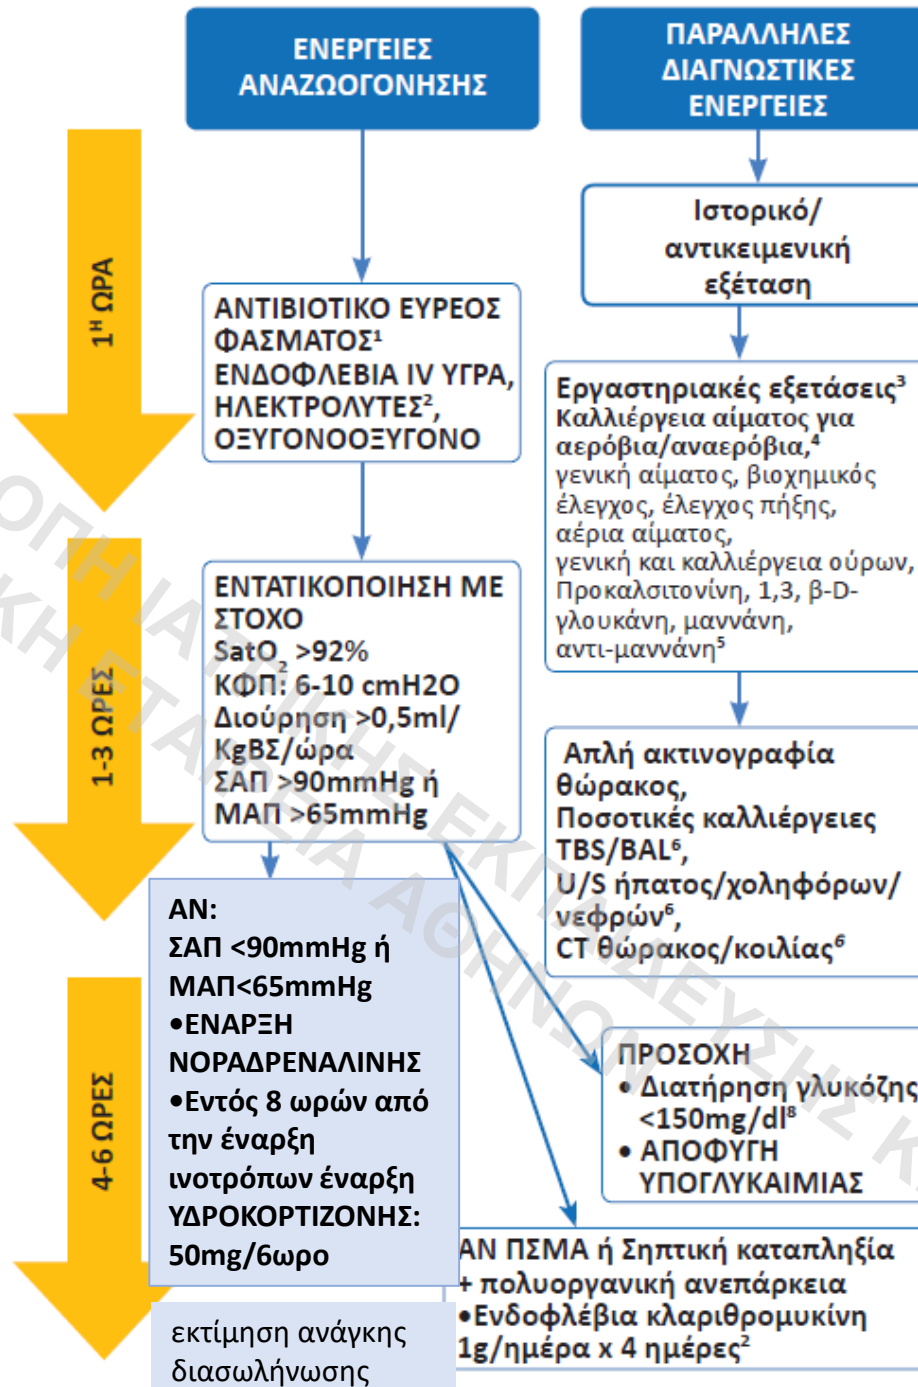 ΕΝΕΡΓΕΙΕΣ
ΑΝΑΖΩΟΓΟΝΗΣΗΣ
ΠΑΡΑΛΛΗΛΕΣ
ΔΙΑΓΝΩΣΤΙΚΕΣ
ΕΝΕΡΓΕΙΕΣ
1Η ΩΡΑ
Ιστορικό/
αντικειμενική
εξέταση
ΑΝΤΙΒΙΟΤΙΚΟ ΕΥΡΕΟΣ
ΦΑΣΜΑΤΟΣ¹
ΕΝΔΟΦΛΕΒΙΑ IV ΥΓΡΑ,
ΗΛΕΚΤΡΟΛΥΤΕΣ²,
ΟΞΥΓΟΝΟΟΞΥΓΟΝΟ
Εργαστηριακές εξετάσεις³
Καλλιέργεια αίματος για
αερόβια/αναερόβια,⁴
γενική αίματος, βιοχημικός
έλεγχος, έλεγχος πήξης,
αέρια αίματος,
γενική και καλλιέργεια ούρων,
Προκαλσιτονίνη, 1,3, β-D-
γλουκάνη, μαννάνη,
αντι-μαννάνη⁵
1-3 ΩΡΕΣ
ΕΝΤΑΤΙΚΟΠΟΙΗΣΗ ΜΕ
ΣΤΟΧΟ
SatO₂ >92%
ΚΦΠ: 6-10 cmH2O
Διούρηση >0,5ml/
KgΒΣ/ώρα
ΣΑΠ >90mmHg ή
ΜΑΠ >65mmHg
Απλή ακτινογραφία
θώρακος,
Ποσοτικές καλλιέργειες
TBS/BAL⁶,
U/S ήπατος/χοληφόρων/
νεφρών⁶,
CT θώρακος/κοιλίας⁶
4-6 ΩΡΕΣ
ΑΝ:
ΣΑΠ <90mmHg ή
ΜΑΠ<65mmHg
•ΕΝΑΡΞΗ
ΝΟΡΑΔΡΕΝΑΛΙΝΗΣ
•Εντός 8 ωρών από
την έναρξη
ινοτρόπων έναρξη
ΥΔΡΟΚΟΡΤΙΖΟΝΗΣ:
50mg/6ωρο
ΠΡΟΣΟΧΗ
• Διατήρηση γλυκόζης
<150mg/dl⁸
• ΑΠΟΦΥΓΗ
ΥΠΟΓΛΥΚΑΙΜΙΑΣ
ΑΝ ΠΣΜΑ ή Σηπτική καταπληξία
+ πολυοργανική ανεπάρκεια
•Ενδοφλέβια κλαριθρομυκίνη
1g/ημέρα x 4 ημέρες²
εκτίμηση ανάγκης
διασωλήνωσης
ΙΑΤΡΙΚΗΣ ΕΚΠΑΙΔΕΥΣΗΣ
ΕΤΑΙΡΕΙΑ ΑΘΗΝΩΝ